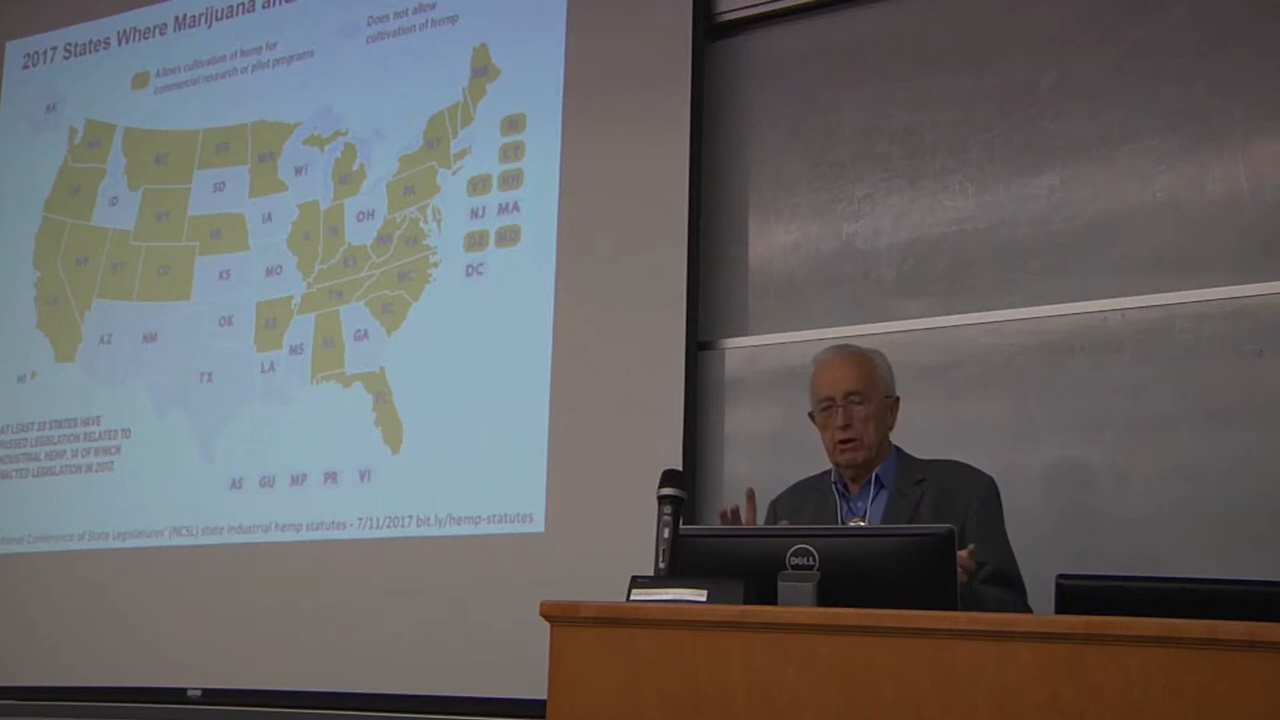 2017 States Where Marijuana and
Does not allow
cultivation of hemp
Allows cultivation of hemp for
commercial research or pilot programs
AK
WA
ND
MN
WI
MI
NY
RI
CT
ID
SD
WY
IA
PA
VT
NH
OH
NJ
MA
NE
IL
IN
WV
VA
DE
MD
NV
CO
KS
MO
KY
DC
NC
TN
CA
AZ
NM
OK
AR
SC
MS
AL
GA
LA
HI
TX
FL
AT LEAST 33 STATES HAVE
PASSED LEGISLATION RELATED TO
INDUSTRIAL HEMP, 14 OF WHICH
ENACTED LEGISLATION IN 2017.
AS GU MP PR VI
National Conference of State Legislatures' (NCSL) state industrial hemp statutes - 7/11/2017 bit.ly/hemp-statutes
DELL